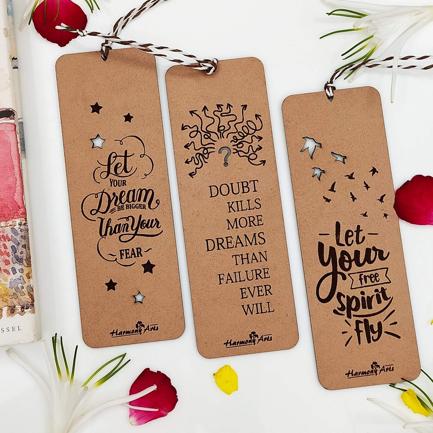 Let
YOUR
Dream
BE BIGGER
Than Your
FEAR
Harmony Arts
?
DOUBT
KILLS
MORE
DREAMS
THAN
FAILURE
EVER
WILL
Harmony Arts
Let
Your
free
spirit
fly
Harmony Arts
SSEL